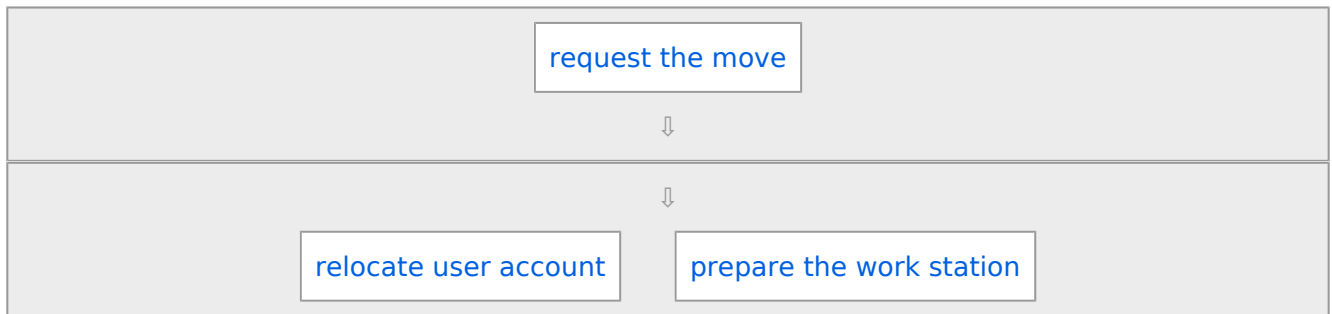 request the move
⇩
⇩
relocate user account
prepare the work station